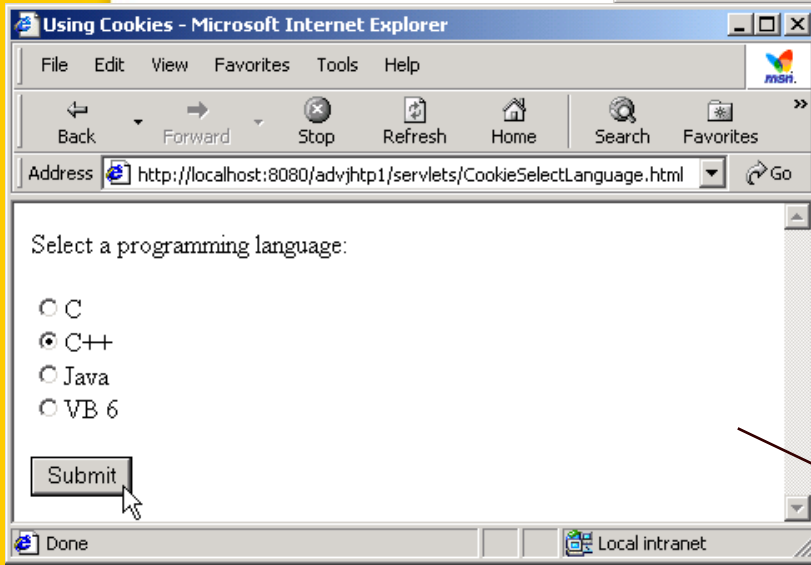 Using Cookies - Microsoft Internet Explorer
File Edit View Favorites Tools Help
msn.
Back Forward Stop Refresh Home Search Favorites »
Address http://localhost:8080/advjhtp1/servlets/CookieSelectLanguage.html Go
Select a programming language:
C
C++
Java
VB 6
Submit
Done Local intranet